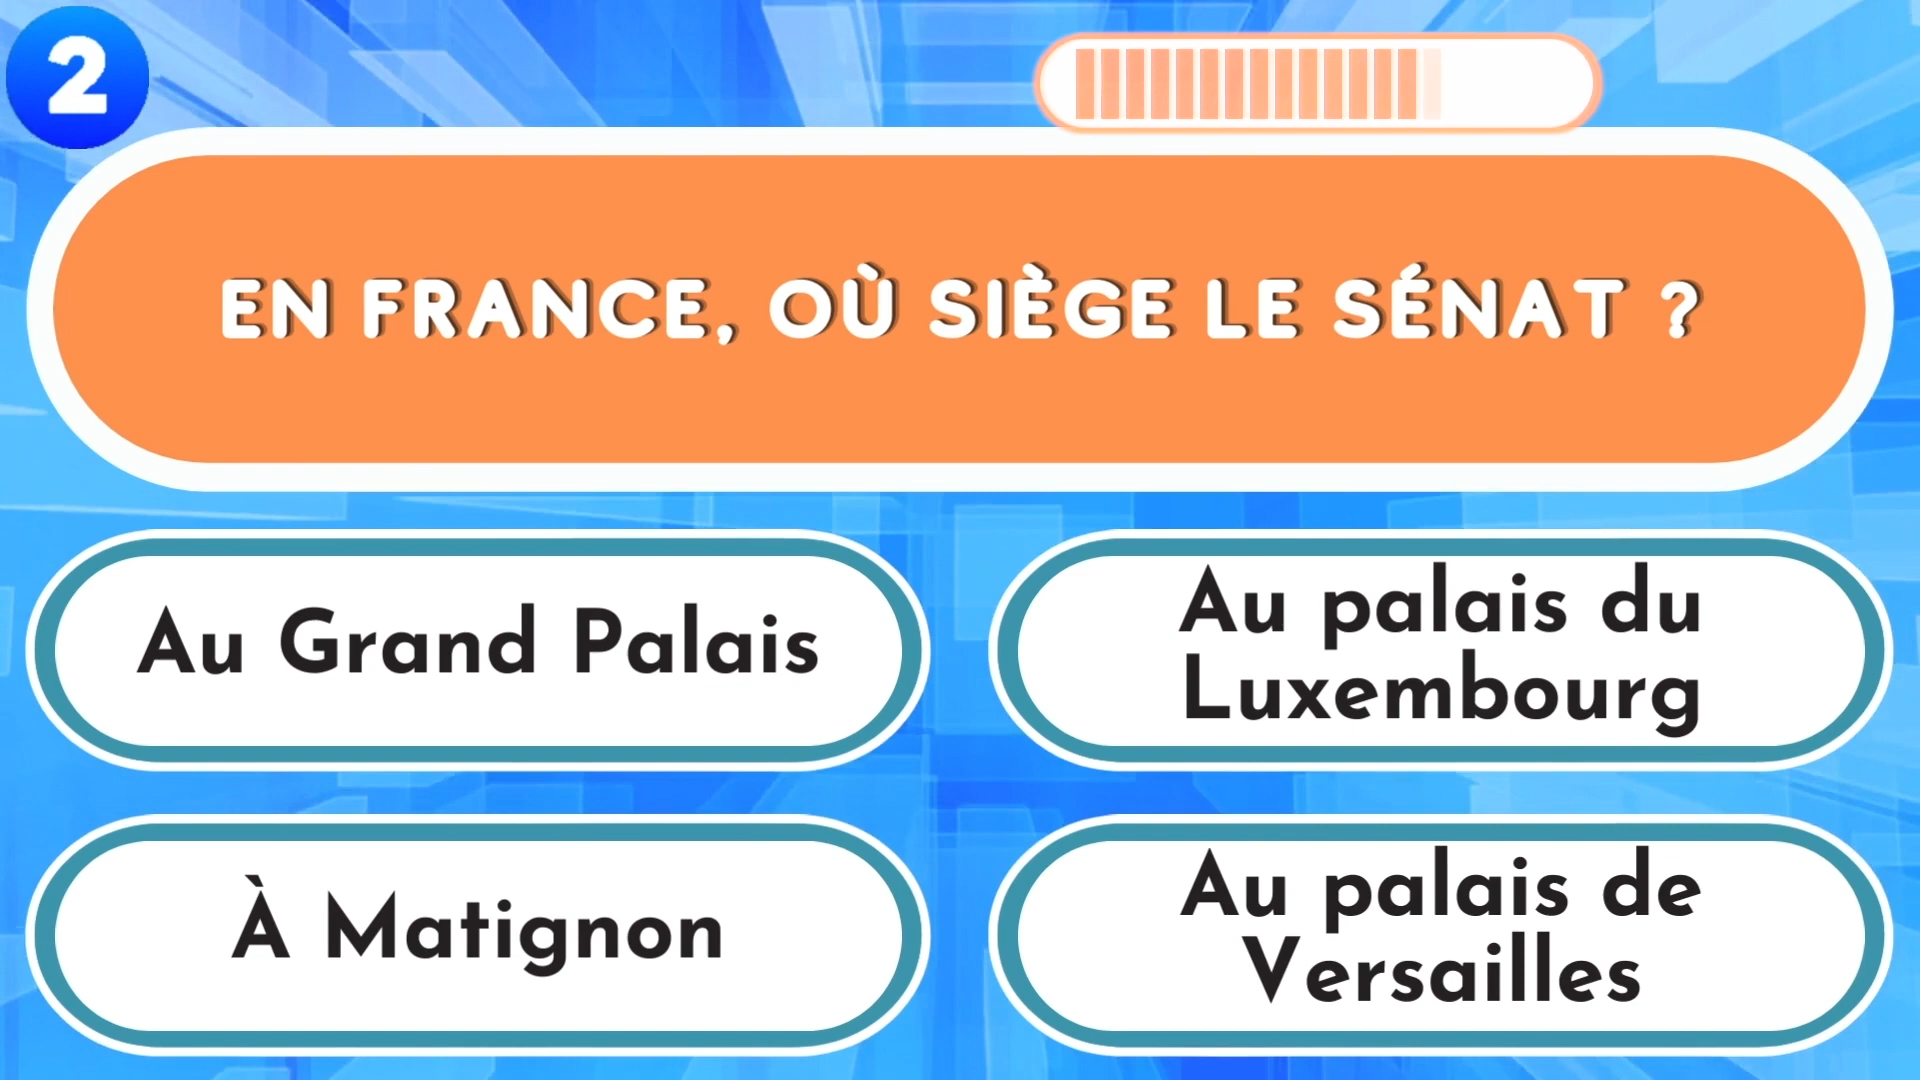 2
EN FRANCE, OÙ SIÈGE LE SÉNAT ?
Au Grand Palais
Au palais du
Luxembourg
À Matignon
Au palais de
Versailles